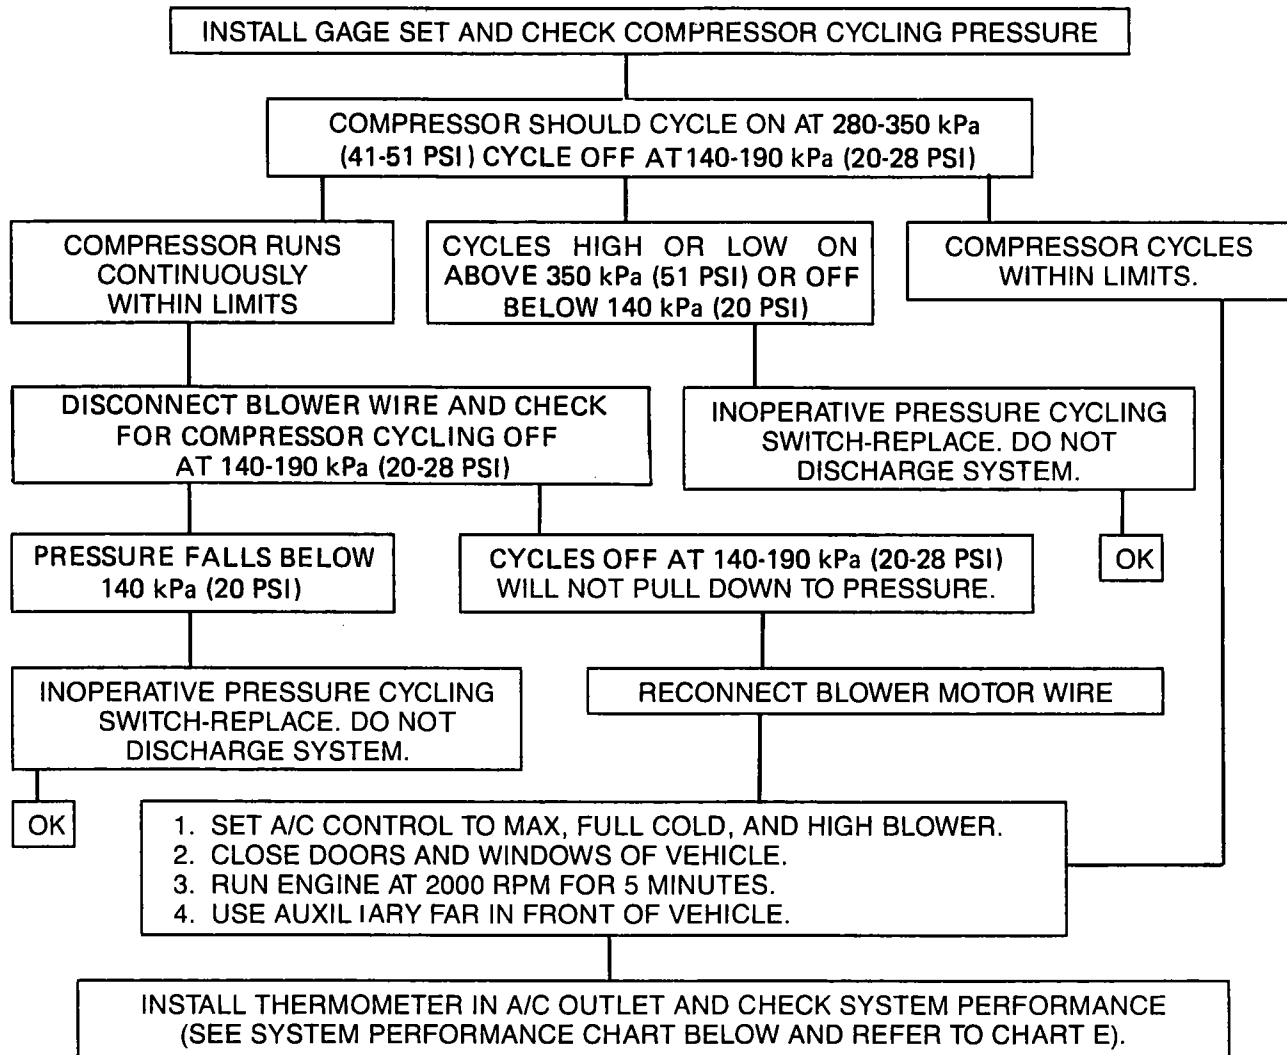 INSTALL GAGE SET AND CHECK COMPRESSOR CYCLING PRESSURE
COMPRESSOR SHOULD CYCLE ON AT 280-350 kPa
(41-51 PSI) CYCLE OFF AT 140-190 kPa (20-28 PSI)
COMPRESSOR RUNS
CONTINUOUSLY
WITHIN LIMITS
CYCLES HIGH OR LOW ON
ABOVE 350 kPa (51 PSI) OR OFF
BELOW 140 kPa (20 PSI)
COMPRESSOR CYCLES
WITHIN LIMITS.
DISCONNECT BLOWER WIRE AND CHECK
FOR COMPRESSOR CYCLING OFF
AT 140-190 kPa (20-28 PSI)
INOPERATIVE PRESSURE CYCLING
SWITCH-REPLACE. DO NOT
DISCHARGE SYSTEM.
PRESSURE FALLS BELOW
140 kPa (20 PSI)
CYCLES OFF AT 140-190 kPa (20-28 PSI)
WILL NOT PULL DOWN TO PRESSURE.
OK
INOPERATIVE PRESSURE CYCLING
SWITCH-REPLACE. DO NOT
DISCHARGE SYSTEM.
RECONNECT BLOWER MOTOR WIRE
OK
1. SET A/C CONTROL TO MAX, FULL COLD, AND HIGH BLOWER.
2. CLOSE DOORS AND WINDOWS OF VEHICLE.
3. RUN ENGINE AT 2000 RPM FOR 5 MINUTES.
4. USE AUXILIARY FAR IN FRONT OF VEHICLE.
INSTALL THERMOMETER IN A/C OUTLET AND CHECK SYSTEM PERFORMANCE
(SEE SYSTEM PERFORMANCE CHART BELOW AND REFER TO CHART E).